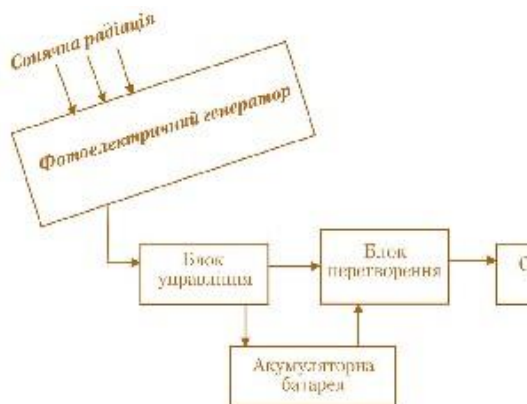 Сонячна радіація
Фотоелектричний генератор
Блок
управління
Блок
перетворення
Акумуляторна
батарея